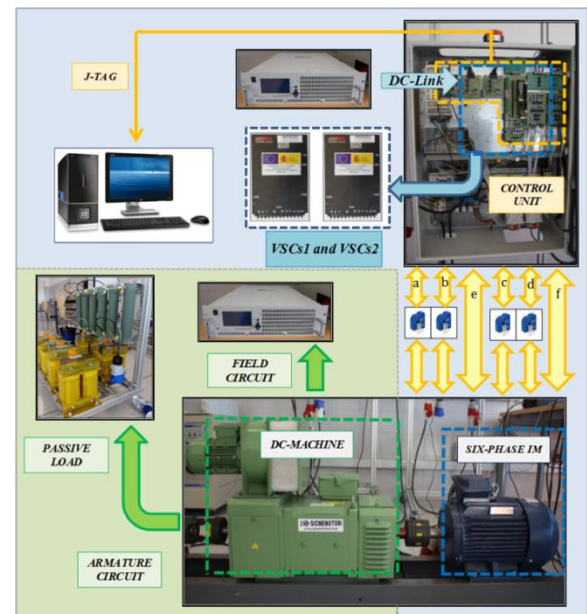 J-TAG
DC-Link
CONTROL
UNIT
VSCs1 and VSCs2
a
b
e
c
d
f
FIELD
CIRCUIT
PASSIVE
LOAD
DC-MACHINE
SIX-PHASE IM
SICMEMOTORI
ARMATURE
CIRCUIT